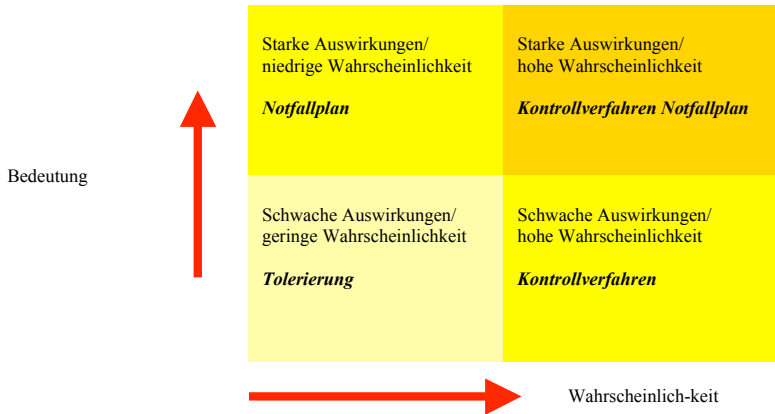 Starke Auswirkungen/
niedrige Wahrscheinlichkeit
Notfallplan
Starke Auswirkungen/
hohe Wahrscheinlichkeit
Kontrollverfahren Notfallplan
Bedeutung
Schwache Auswirkungen/
geringe Wahrscheinlichkeit
Tolerierung
Schwache Auswirkungen/
hohe Wahrscheinlichkeit
Kontrollverfahren
Wahrscheinlich-keit